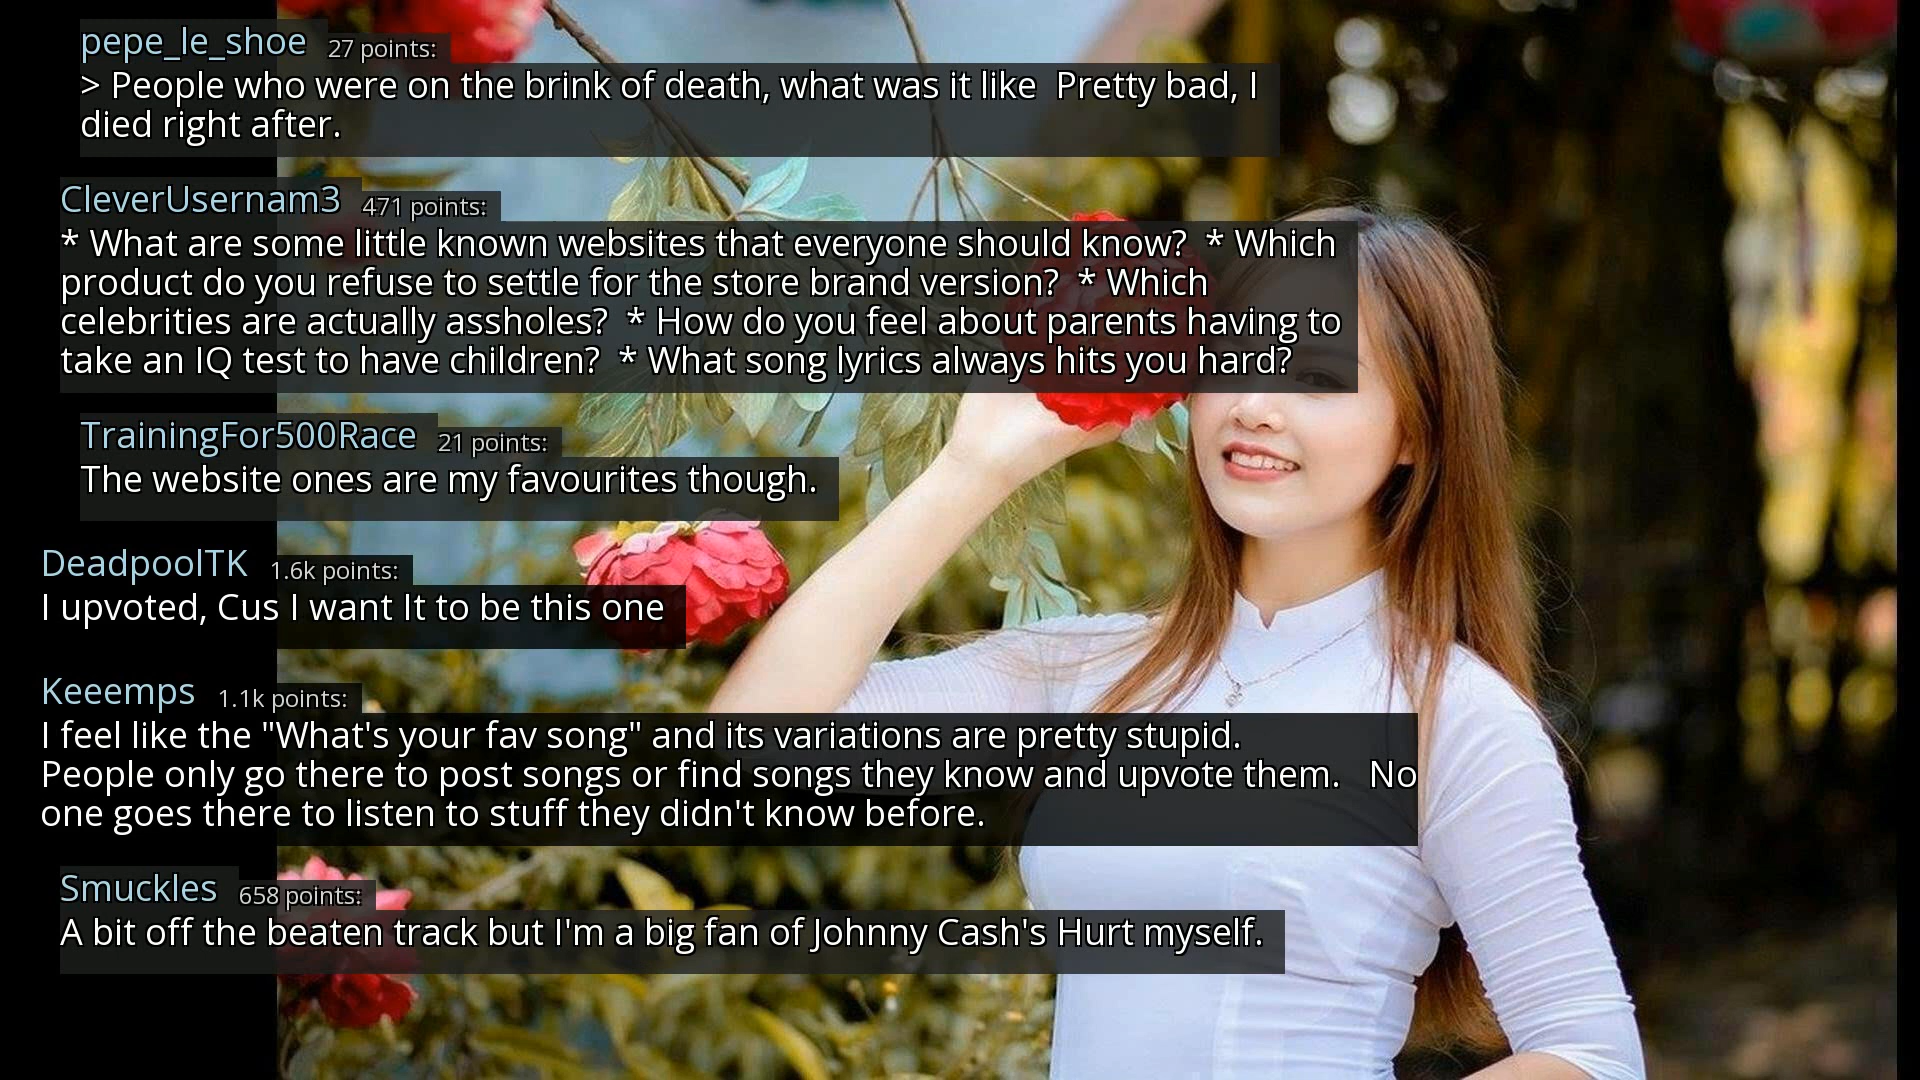 pepe_le_shoe 27 points:
> People who were on the brink of death, what was it like  Pretty bad, I
died right after.
CleverUsernam3 471 points:
* What are some little known websites that everyone should know?  * Which
product do you refuse to settle for the store brand version?  * Which
celebrities are actually assholes?  * How do you feel about parents having to
take an IQ test to have children?  * What song lyrics always hits you hard?
TrainingFor500Race 21 points:
The website ones are my favourites though.
DeadpoolTK 1.6k points:
I upvoted, Cus I want It to be this one
Keeemps 1.1k points:
I feel like the "What's your fav song" and its variations are pretty stupid.
People only go there to post songs or find songs they know and upvote them.   No
one goes there to listen to stuff they didn't know before.
Smuckles 658 points:
A bit off the beaten track but I'm a big fan of Johnny Cash's Hurt myself.